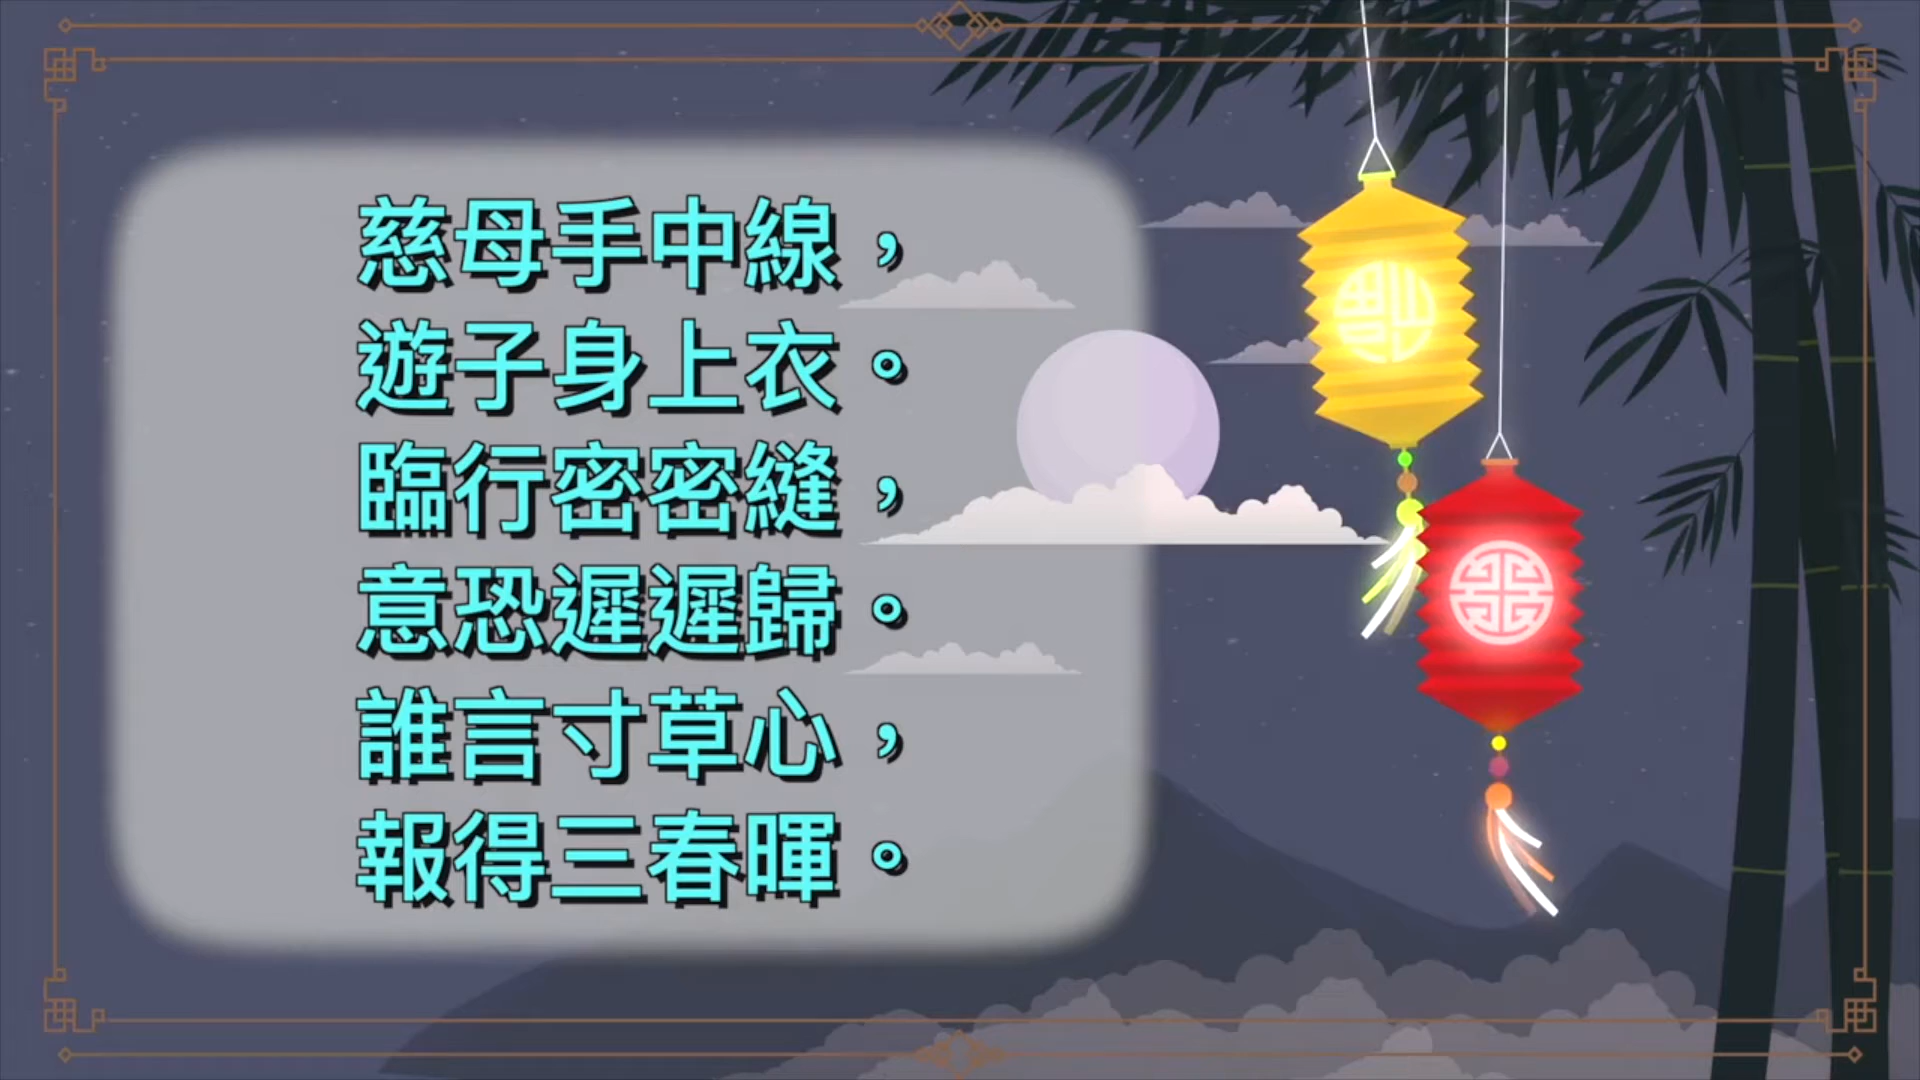 慈母手中線，
遊子身上衣。
臨行密密縫，
意恐遲遲歸。
誰言寸草心，
報得三春暉。